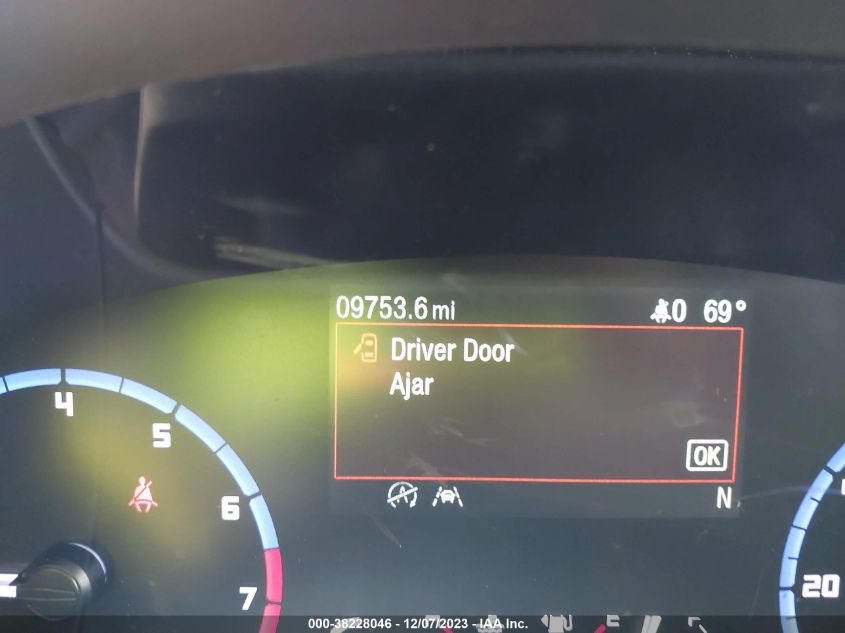 09753.6 mi 0 69°
Driver Door
Ajar
OK
N
4
5
6
7
20
E
000-38228046 - 12/07/2023 - IAA Inc.